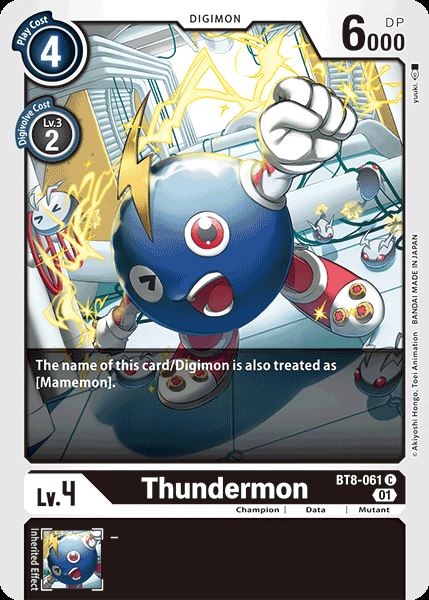 DIGIMON
Play Cost
4
DP
6000
Digivolve Cost
Lv.3
2
yuuki.
©Akiyoshi Hongo, Toei Animation BANDAI MADE IN JAPAN
The name of this card/Digimon is also treated as
[Mamemon].
Lv.4
Thundermon
BT8-061 C
01
Champion | Data | Mutant
Inherited Effect
–